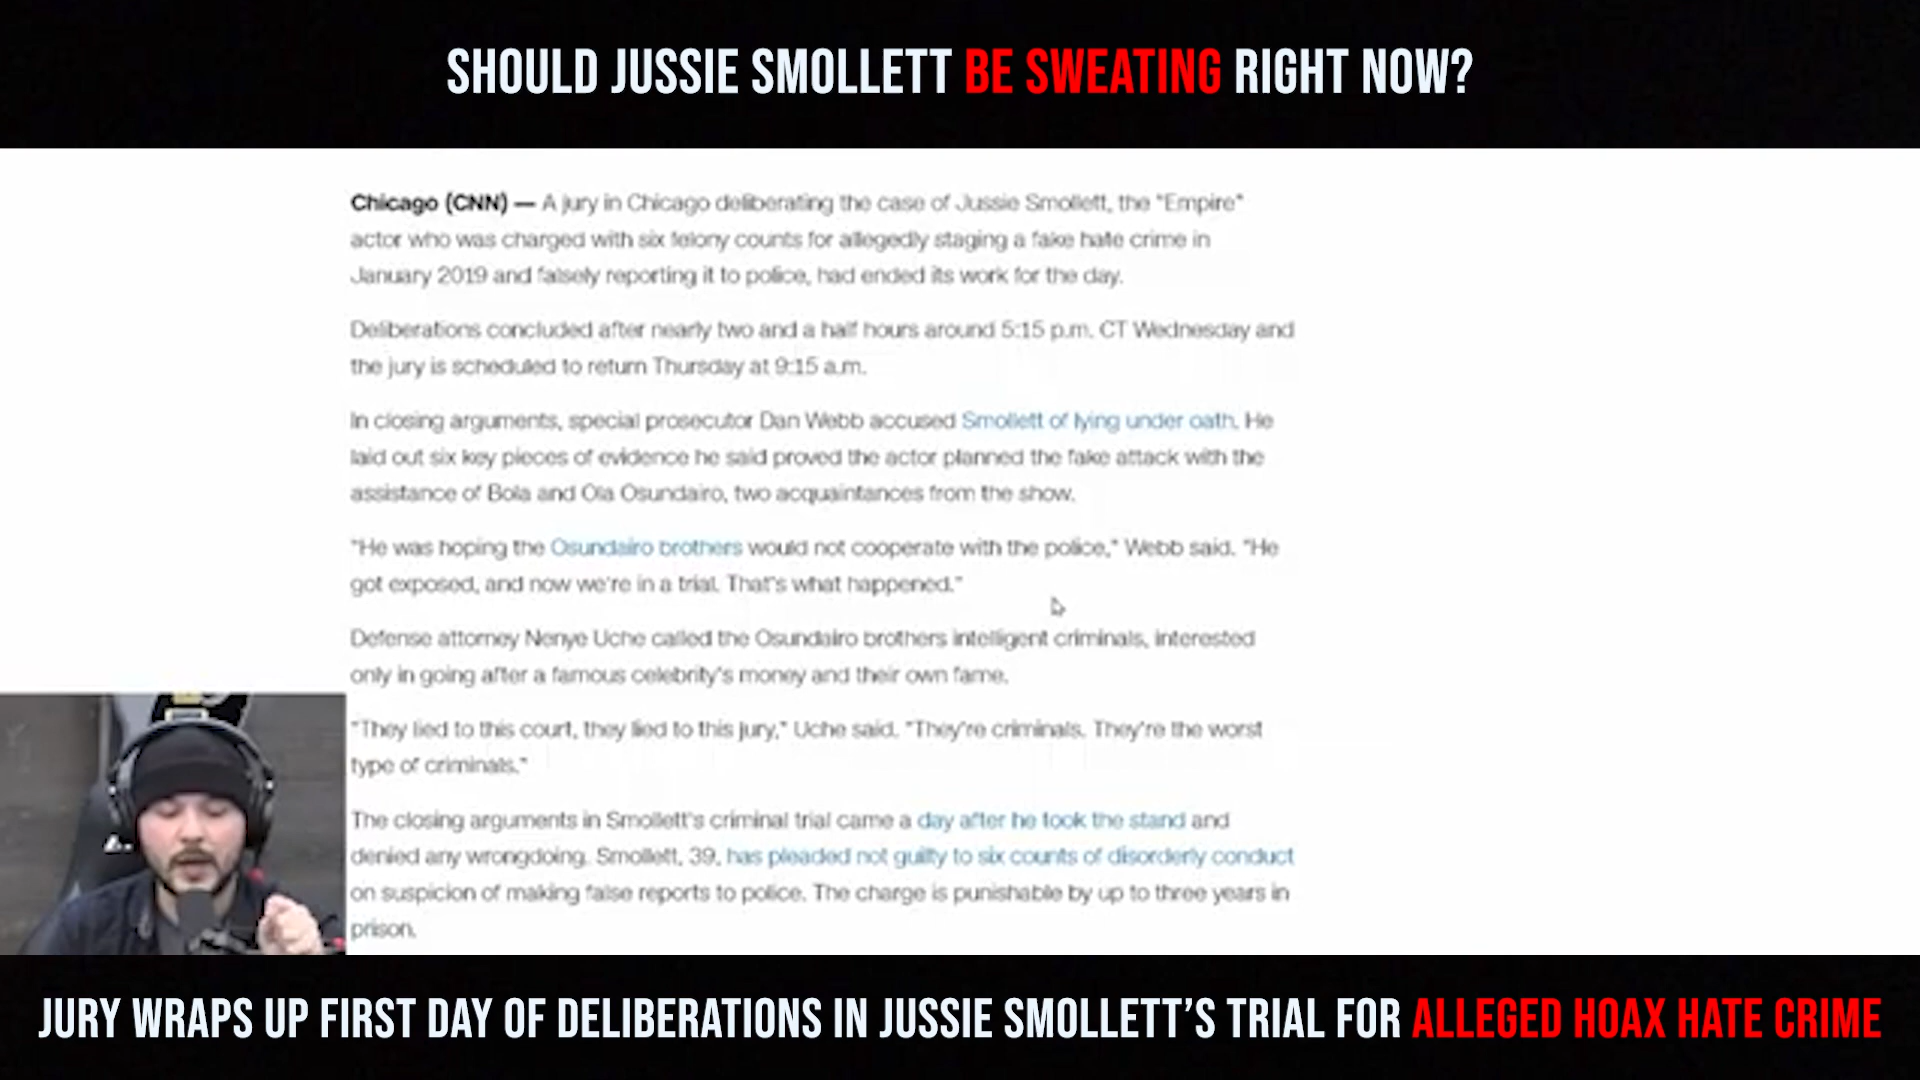 SHOULD JUSSIE SMOLLETT BE SWEATING RIGHT NOW?
Chicago (CNN) — A jury in Chicago deliberating the case of Jussie Smollett, the "Empire"
actor who was charged with six felony counts for allegedly staging a fake hate crime in
January 2019 and falsely reporting it to police, had ended its work for the day.
Deliberations concluded after nearly two and a half hours around 5:15 p.m. CT Wednesday and
the jury is scheduled to return Thursday at 9:15 a.m.
In closing arguments, special prosecutor Dan Webb accused Smollett of lying under oath. He
laid out six key pieces of evidence he said proved the actor planned the fake attack with the
assistance of Bola and Ola Osundairo, two acquaintances from the show.
"He was hoping the Osundairo brothers would not cooperate with the police," Webb said. "He
got exposed, and now we're in a trial. That's what happened."
Defense attorney Nenye Uche called the Osundairo brothers intelligent criminals, interested
only in going after a famous celebrity's money and their own fame.
"They lied to this court, they lied to this jury," Uche said. "They're criminals. They're the worst
type of criminals."
The closing arguments in Smollett's criminal trial came a day after he took the stand and
denied any wrongdoing. Smollett, 39, has pleaded not guilty to six counts of disorderly conduct
on suspicion of making false reports to police. The charge is punishable by up to three years in
prison.
JURY WRAPS UP FIRST DAY OF DELIBERATIONS IN JUSSIE SMOLLETT'S TRIAL FOR ALLEGED HOAX HATE CRIME